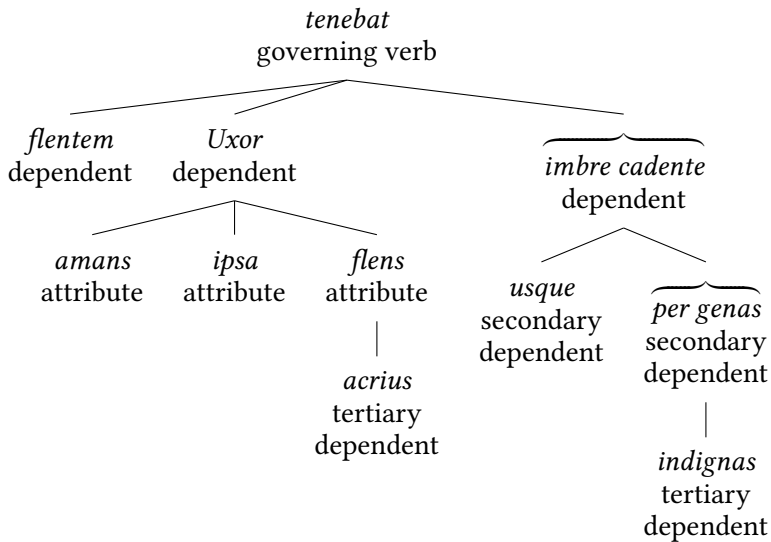 tenebat
governing verb
flentem
dependent
Uxor
dependent
imbre cadente
dependent
amans
attribute
ipsa
attribute
flens
attribute
usque
secondary
dependent
per genas
secondary
dependent
acrius
tertiary
dependent
indignas
tertiary
dependent